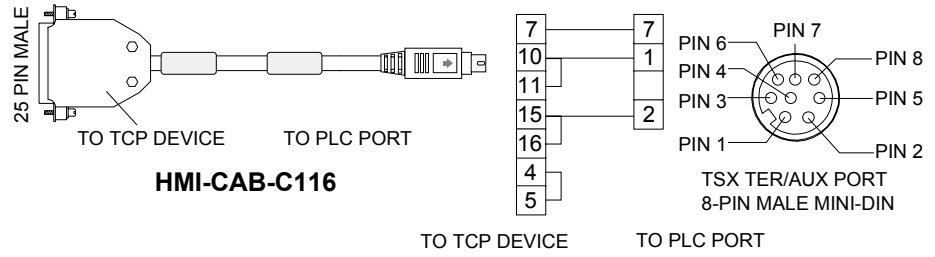 25 PIN MALE
TO TCP DEVICE
TO PLC PORT
HMI-CAB-C116
7
10
11
15
16
4
5
7
1
2
TO TCP DEVICE
TO PLC PORT
PIN 7
PIN 6
PIN 8
PIN 4
PIN 3
PIN 5
PIN 1
PIN 2
TSX TER/AUX PORT
8-PIN MALE MINI-DIN